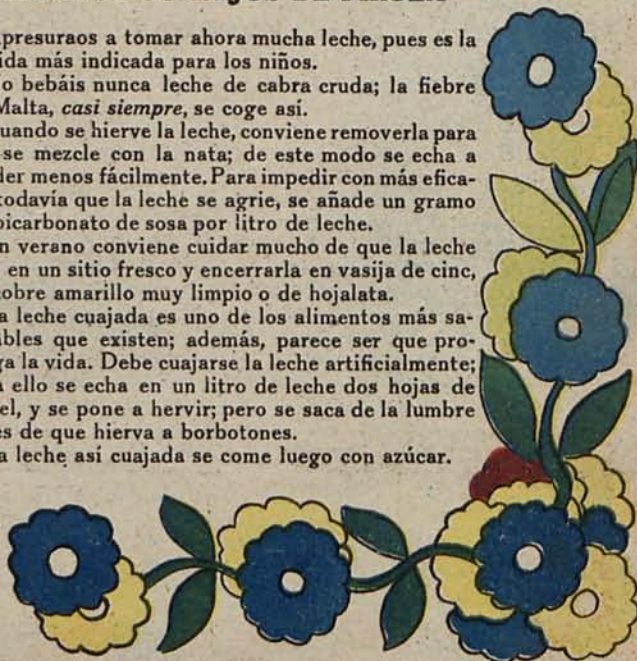 presuraos a tomar ahora mucha leche, pues es la
ida más indicada para los niños.
o bebáis nunca leche de cabra cruda; la fiebre
Malta, casi siempre, se coge así.
uando se hierve la leche, conviene removerla para
se mezcle con la nata; de este modo se echa a
der menos fácilmente. Para impedir con más efica-
todavía que la leche se agrie, se añade un gramo
bicarbonato de sosa por litro de leche.
n verano conviene cuidar mucho de que la leche
en un sitio fresco y encerrarla en vasija de cinc,
obre amarillo muy limpio o de hojalata.
a leche cuajada es uno de los alimentos más sa-
bles que existen; además, parece ser que pro-
ga la vida. Debe cuajarse la leche artificialmente;
a ello se echa en un litro de leche dos hojas de
el, y se pone a hervir; pero se saca de la lumbre
es de que hierva a borbotones.
a leche así cuajada se come luego con azúcar.